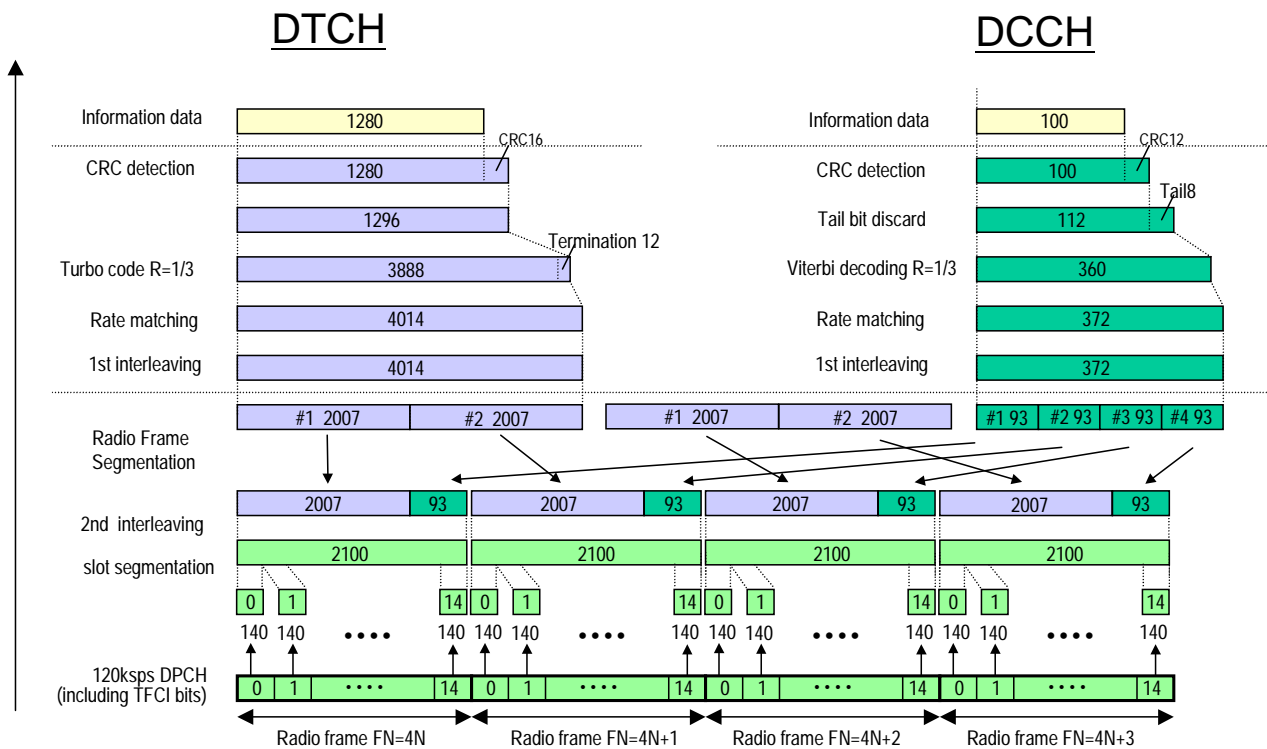 DTCH DCCH
Information data 1280 Information data 100
CRC16 CRC12
CRC detection 1280 CRC detection 100
Tail8
1296 Tail bit discard 112
Termination 12
Turbo code R=1/3 3888 Viterbi decoding R=1/3 360
Rate matching 4014 Rate matching 372
1st interleaving 4014 1st interleaving 372
#1 2007 #2 2007 #1 2007 #2 2007 #1 93 #2 93 #3 93 #4 93
Radio Frame
Segmentation
2007 93 2007 93 2007 93 2007 93
2nd interleaving
2100 2100 2100 2100
slot segmentation
0 1 14 0 1 14 0 1 14 0 1 14
140 140 •••• 140 140 140 •••• 140 140 140 •••• 140 140 140 •••• 140
120ksps DPCH
(including TFCI bits)
0 1 •••• 14 0 1 •••• 14 0 1 •••• 14 0 1 •••• 14
Radio frame FN=4N Radio frame FN=4N+1 Radio frame FN=4N+2 Radio frame FN=4N+3